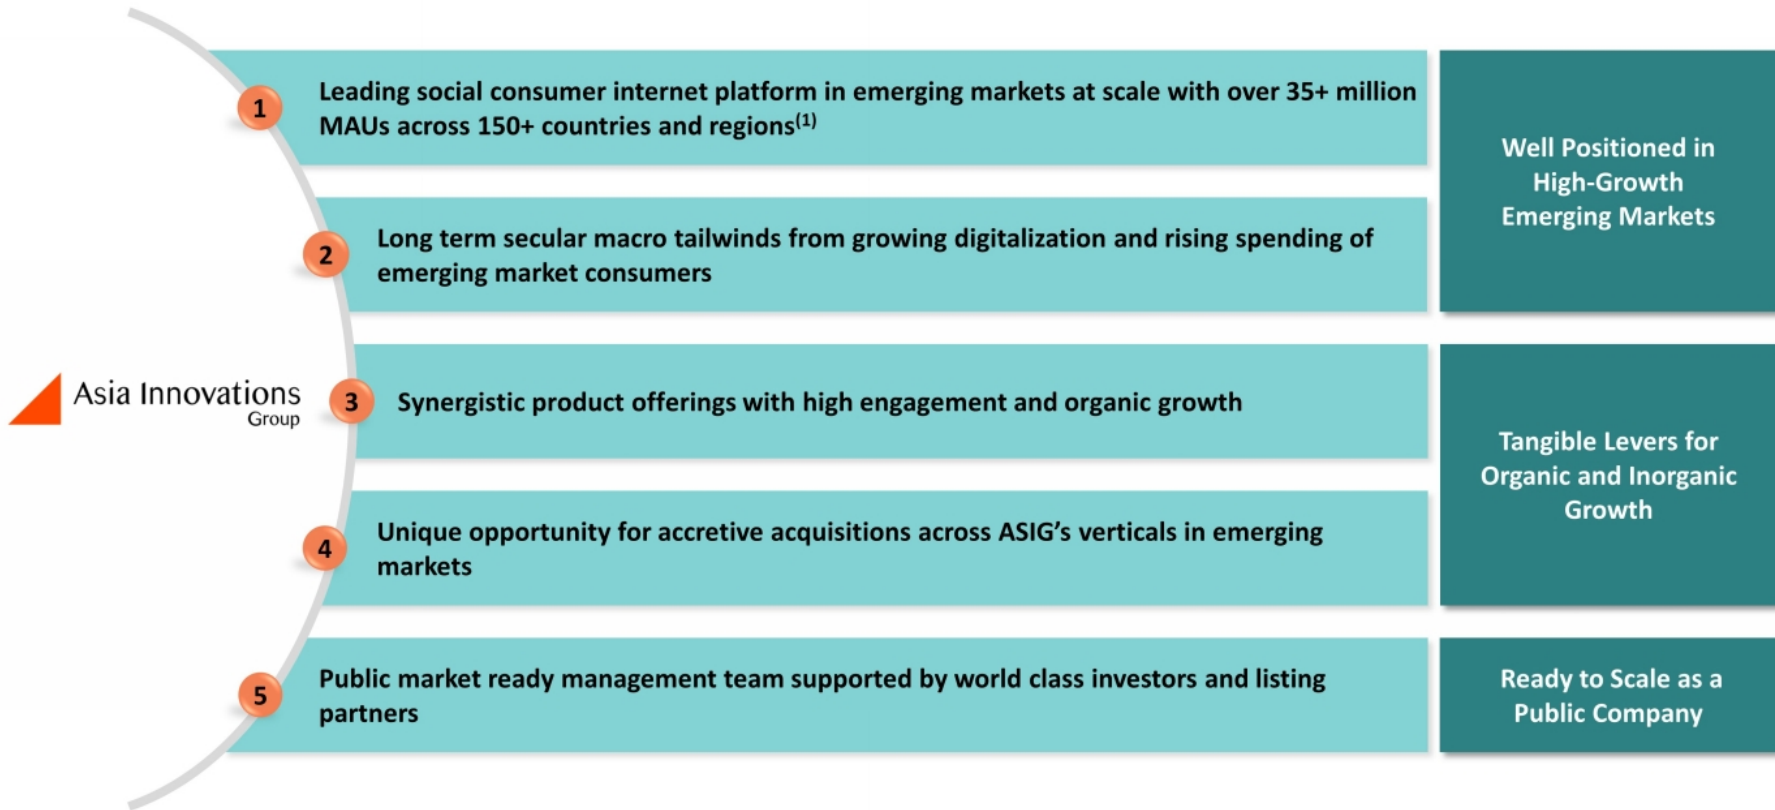 1
Leading social consumer internet platform in emerging markets at scale with over 35+ million
MAUs across 150+ countries and regions(1)
Well Positioned in
High-Growth
Emerging Markets
2
Long term secular macro tailwinds from growing digitalization and rising spending of
emerging market consumers
Asia Innovations
Group
3
Synergistic product offerings with high engagement and organic growth
Tangible Levers for
Organic and Inorganic
Growth
4
Unique opportunity for accretive acquisitions across ASIG’s verticals in emerging
markets
5
Public market ready management team supported by world class investors and listing
partners
Ready to Scale as a
Public Company